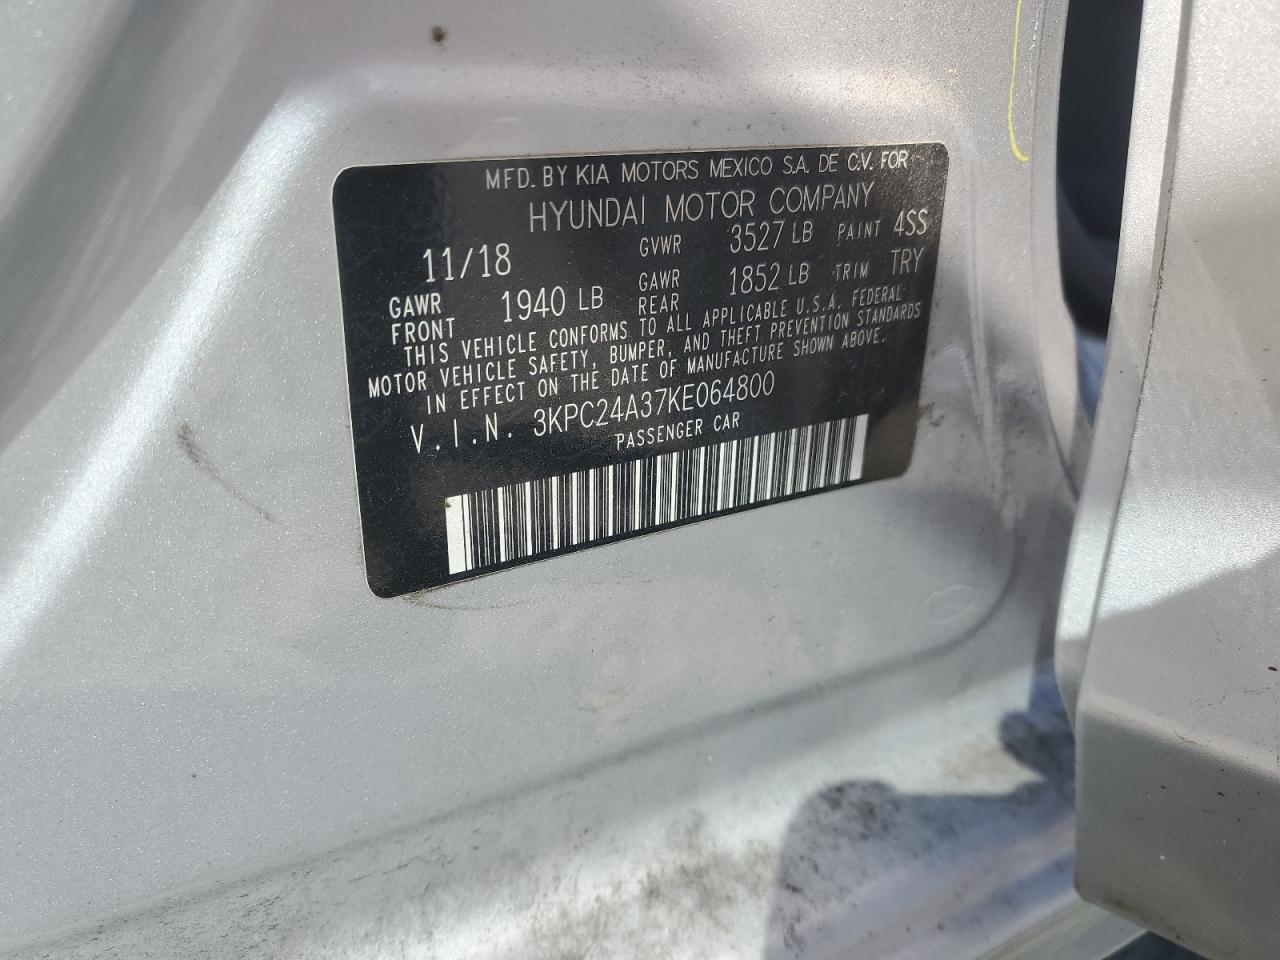 MFD. BY KIA MOTORS MEXICO S.A. DE C.V. FOR
HYUNDAI MOTOR COMPANY
11/18 GVWR 3527 LB PAINT 4SS
GAWR FRONT 1940 LB GAWR REAR 1852 LB TRIM TRY
THIS VEHICLE CONFORMS TO ALL APPLICABLE U.S.A. FEDERAL
MOTOR VEHICLE SAFETY, BUMPER, AND THEFT PREVENTION STANDARDS
IN EFFECT ON THE DATE OF MANUFACTURE SHOWN ABOVE.
V.I.N. 3KPC24A37KE064800
PASSENGER CAR